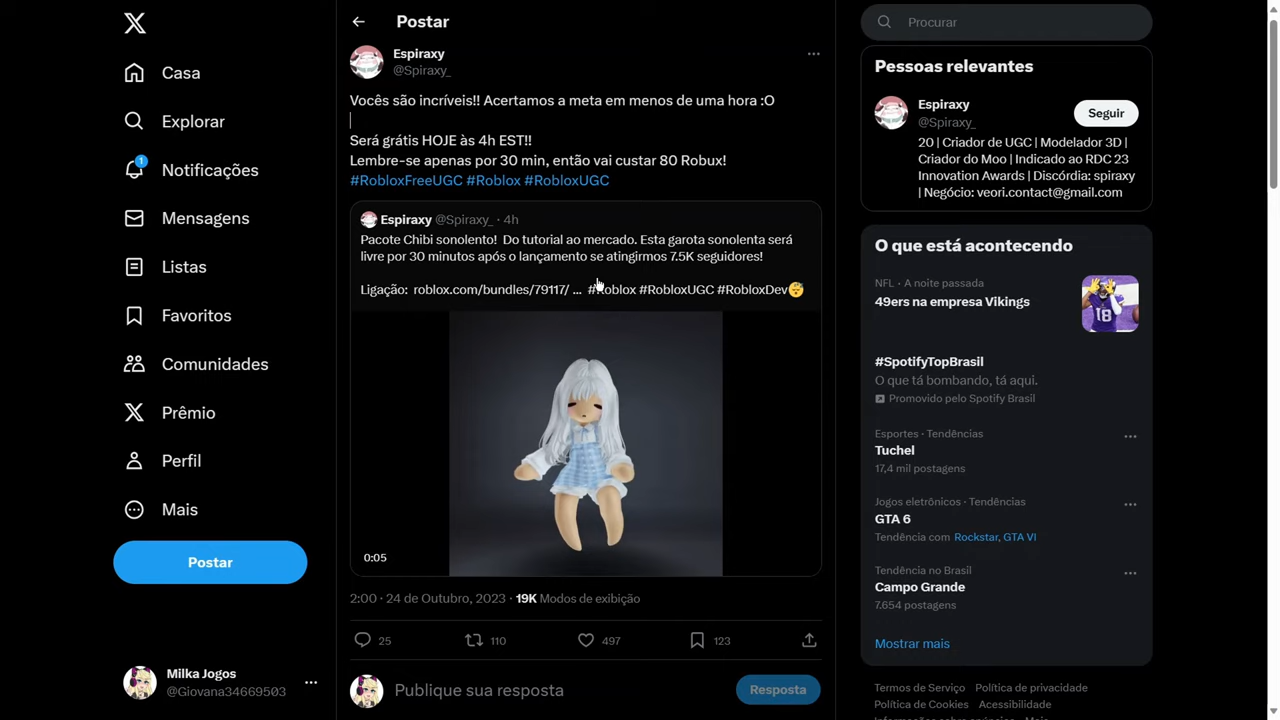 Casa
Explorar
1
Notificações
Mensagens
Listas
Favoritos
Comunidades
Prêmio
Perfil
Mais
Postar
Milka Jogos
@Giovana34669503
Postar
Espiraxy
@Spiraxy_
Vocês são incríveis!! Acertamos a meta em menos de uma hora :O
Será grátis HOJE às 4h EST!!
Lembre-se apenas por 30 min, então vai custar 80 Robux!
#RobloxFreeUGC #Roblox #RobloxUGC
Espiraxy @Spiraxy_ · 4h
Pacote Chibi sonolento! Do tutorial ao mercado. Esta garota sonolenta será
livre por 30 minutos após o lançamento se atingirmos 7.5K seguidores!
Ligação: roblox.com/bundles/79117/ ... #Roblox #RobloxUGC #RobloxDev😴
0:05
2:00 · 24 de Outubro, 2023 · 19K Modos de exibição
25
110
497
123
Publique sua resposta
Resposta
Procurar
Pessoas relevantes
Espiraxy
@Spiraxy_
Seguir
20 | Criador de UGC | Modelador 3D |
Criador do Moo | Indicado ao RDC 23
Innovation Awards | Discórdia: spiraxy
| Negócio: veori.contact@gmail.com
O que está acontecendo
NFL · A noite passada
49ers na empresa Vikings
18
#SpotifyTopBrasil
O que tá bombando, tá aqui.
Promovido pelo Spotify Brasil
Esportes · Tendências
Tuchel
17,4 mil postagens
Jogos eletrônicos · Tendências
GTA 6
Tendência com Rockstar, GTA VI
Tendência no Brasil
Campo Grande
7.654 postagens
Mostrar mais
Termos de Serviço Política de privacidade
Política de Cookies Acessibilidade